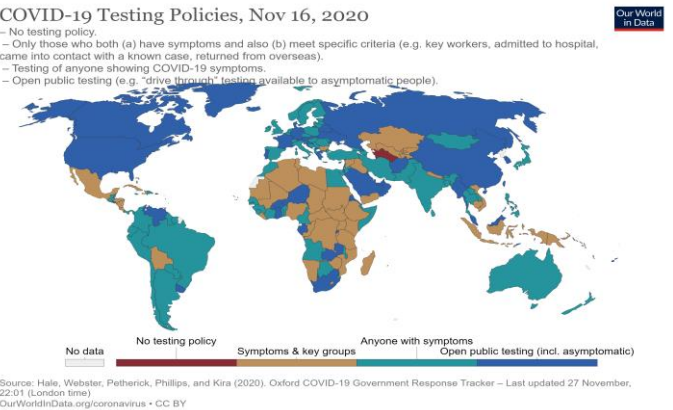 COVID-19 Testing Policies, Nov 16, 2020
Our World
in Data
– No testing policy.
– Only those who both (a) have symptoms and also (b) meet specific criteria (e.g. key workers, admitted to hospital,
came into contact with a known case, returned from overseas).
– Testing of anyone showing COVID-19 symptoms.
– Open public testing (e.g. “drive through” testing available to asymptomatic people).
No data
No testing policy
Symptoms & key groups
Anyone with symptoms
Open public testing (incl. asymptomatic)
Source: Hale, Webster, Petherick, Phillips, and Kira (2020). Oxford COVID-19 Government Response Tracker – Last updated 27 November,
22:01 (London time)
OurWorldInData.org/coronavirus • CC BY